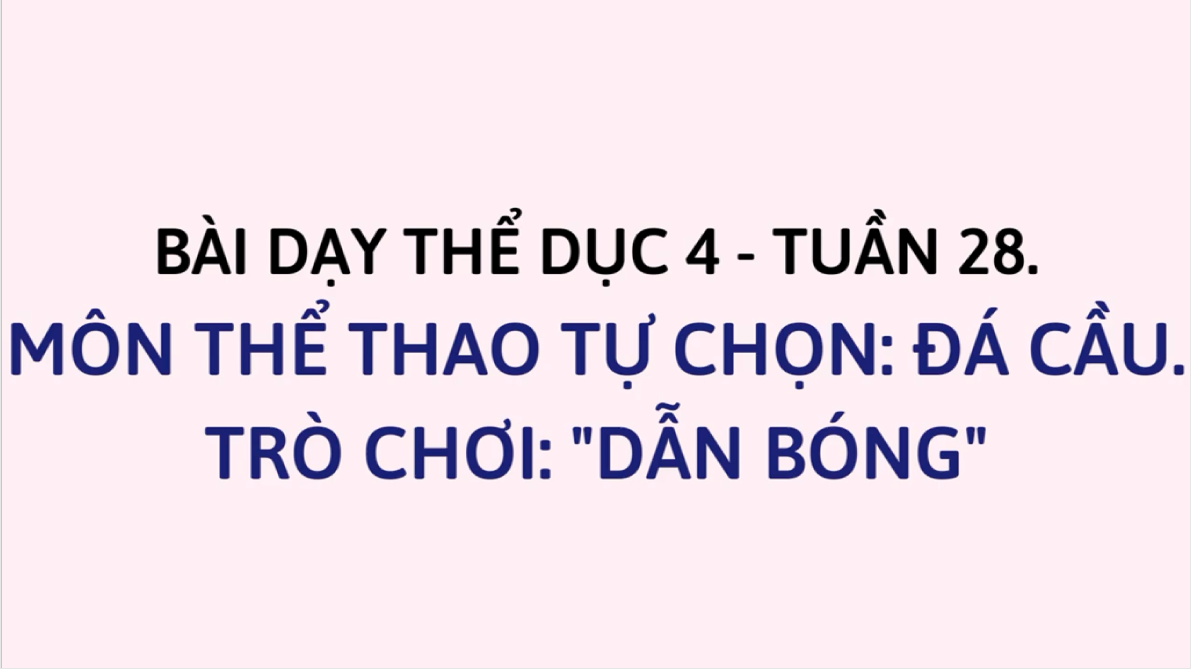 BÀI DẠY THỂ DỤC 4 - TUẦN 28.
MÔN THỂ THAO TỰ CHỌN: ĐÁ CẦU.
TRÒ CHƠI: "DẪN BÓNG"